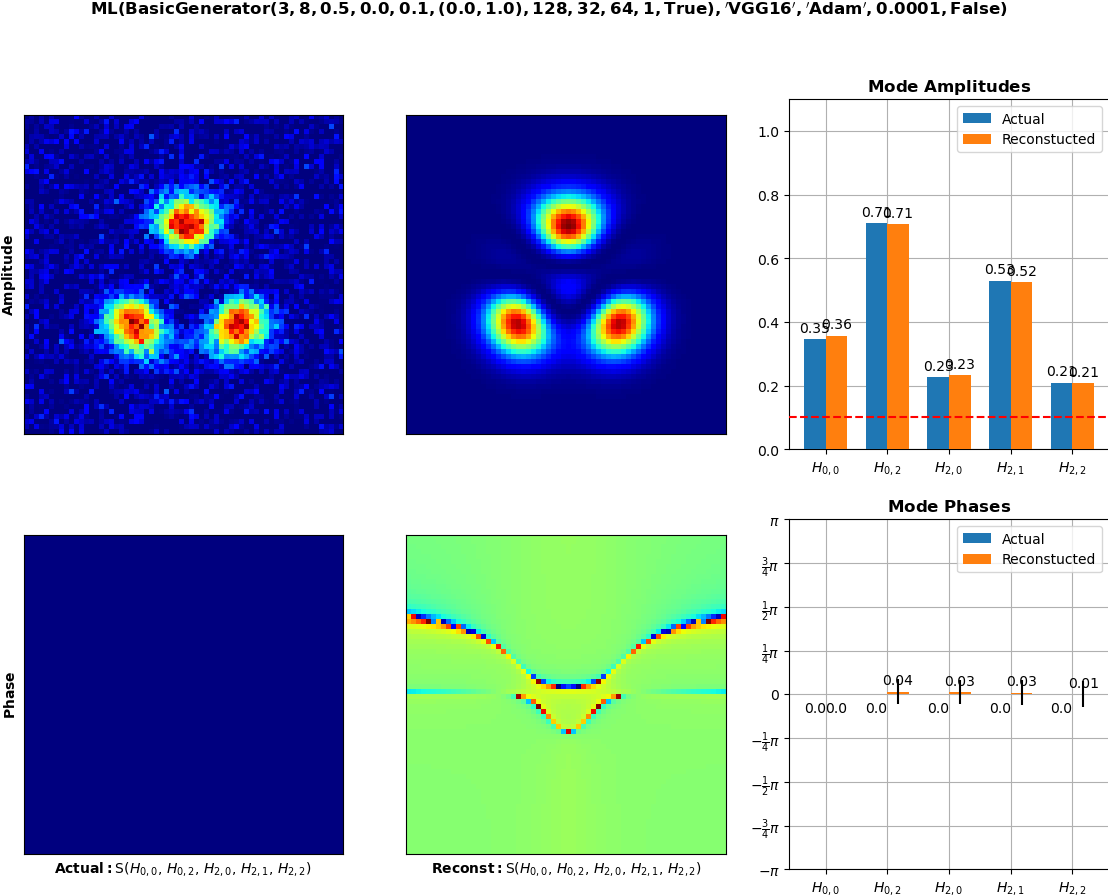 ML(BasicGenerator(3, 8, 0.5, 0.0, 0.1, (0.0, 1.0), 128, 32, 64, 1, True), ′VGG16′, ′Adam′, 0.0001, False)
Amplitude
Mode Amplitudes
Actual
Reconstucted
1.0
0.8
0.6
0.4
0.2
0.0
0.35
0.36
0.71
0.71
0.23
0.23
0.53
0.52
0.21
0.21
H0,0
H0,2
H2,0
H2,1
H2,2
Phase
Actual: S(H0,0, H0,2, H2,0, H2,1, H2,2)
Reconst: S(H0,0, H0,2, H2,0, H2,1, H2,2)
Mode Phases
Actual
Reconstucted
π
3/4π
1/2π
1/4π
0
−1/4π
−1/2π
−3/4π
−π
0.0
0.0
0.0
0.04
0.0
0.03
0.0
0.03
0.0
0.01
H0,0
H0,2
H2,0
H2,1
H2,2